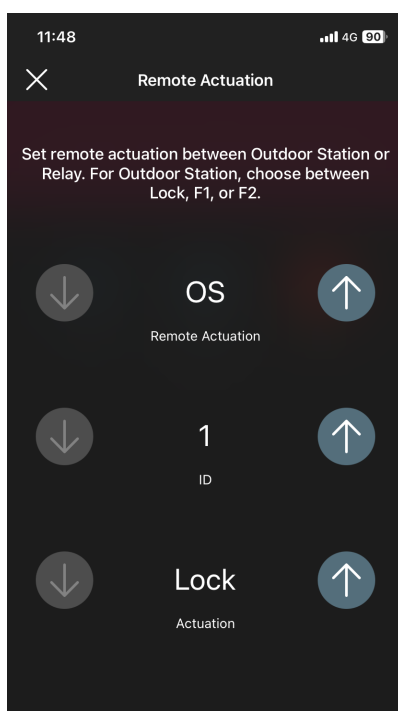 11:48
4G 90
Remote Actuation
Set remote actuation between Outdoor Station or
Relay. For Outdoor Station, choose between
Lock, F1, or F2.
OS
Remote Actuation
1
ID
Lock
Actuation